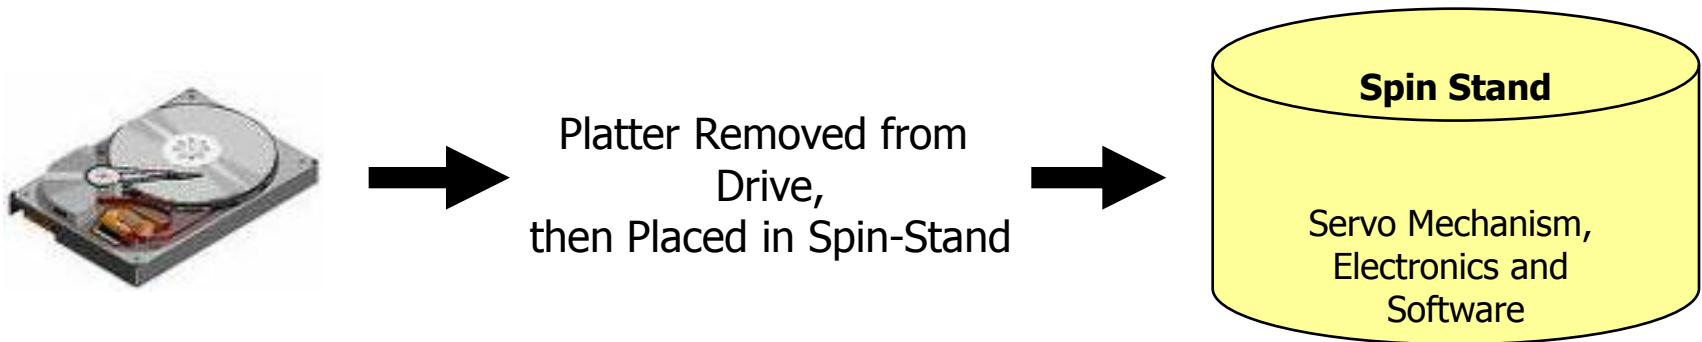 Platter Removed from
Drive,
then Placed in Spin-Stand
Spin Stand
Servo Mechanism,
Electronics and
Software